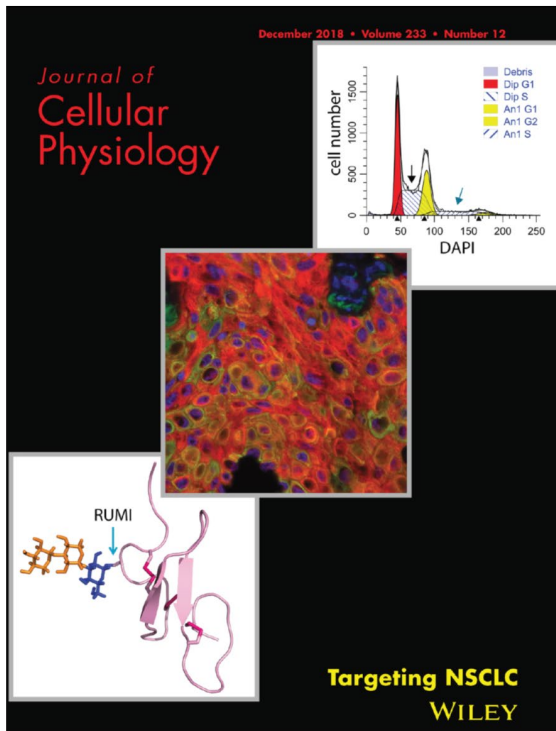 December 2018 • Volume 233 • Number 12
Journal of
Cellular
Physiology
Debris
Dip G1
Dip S
An1 G1
An1 G2
An1 S
cell number
1500
1000
500
0
0 50 100 150 200 250
DAPI
RUMI
Targeting NSCLC
WILEY